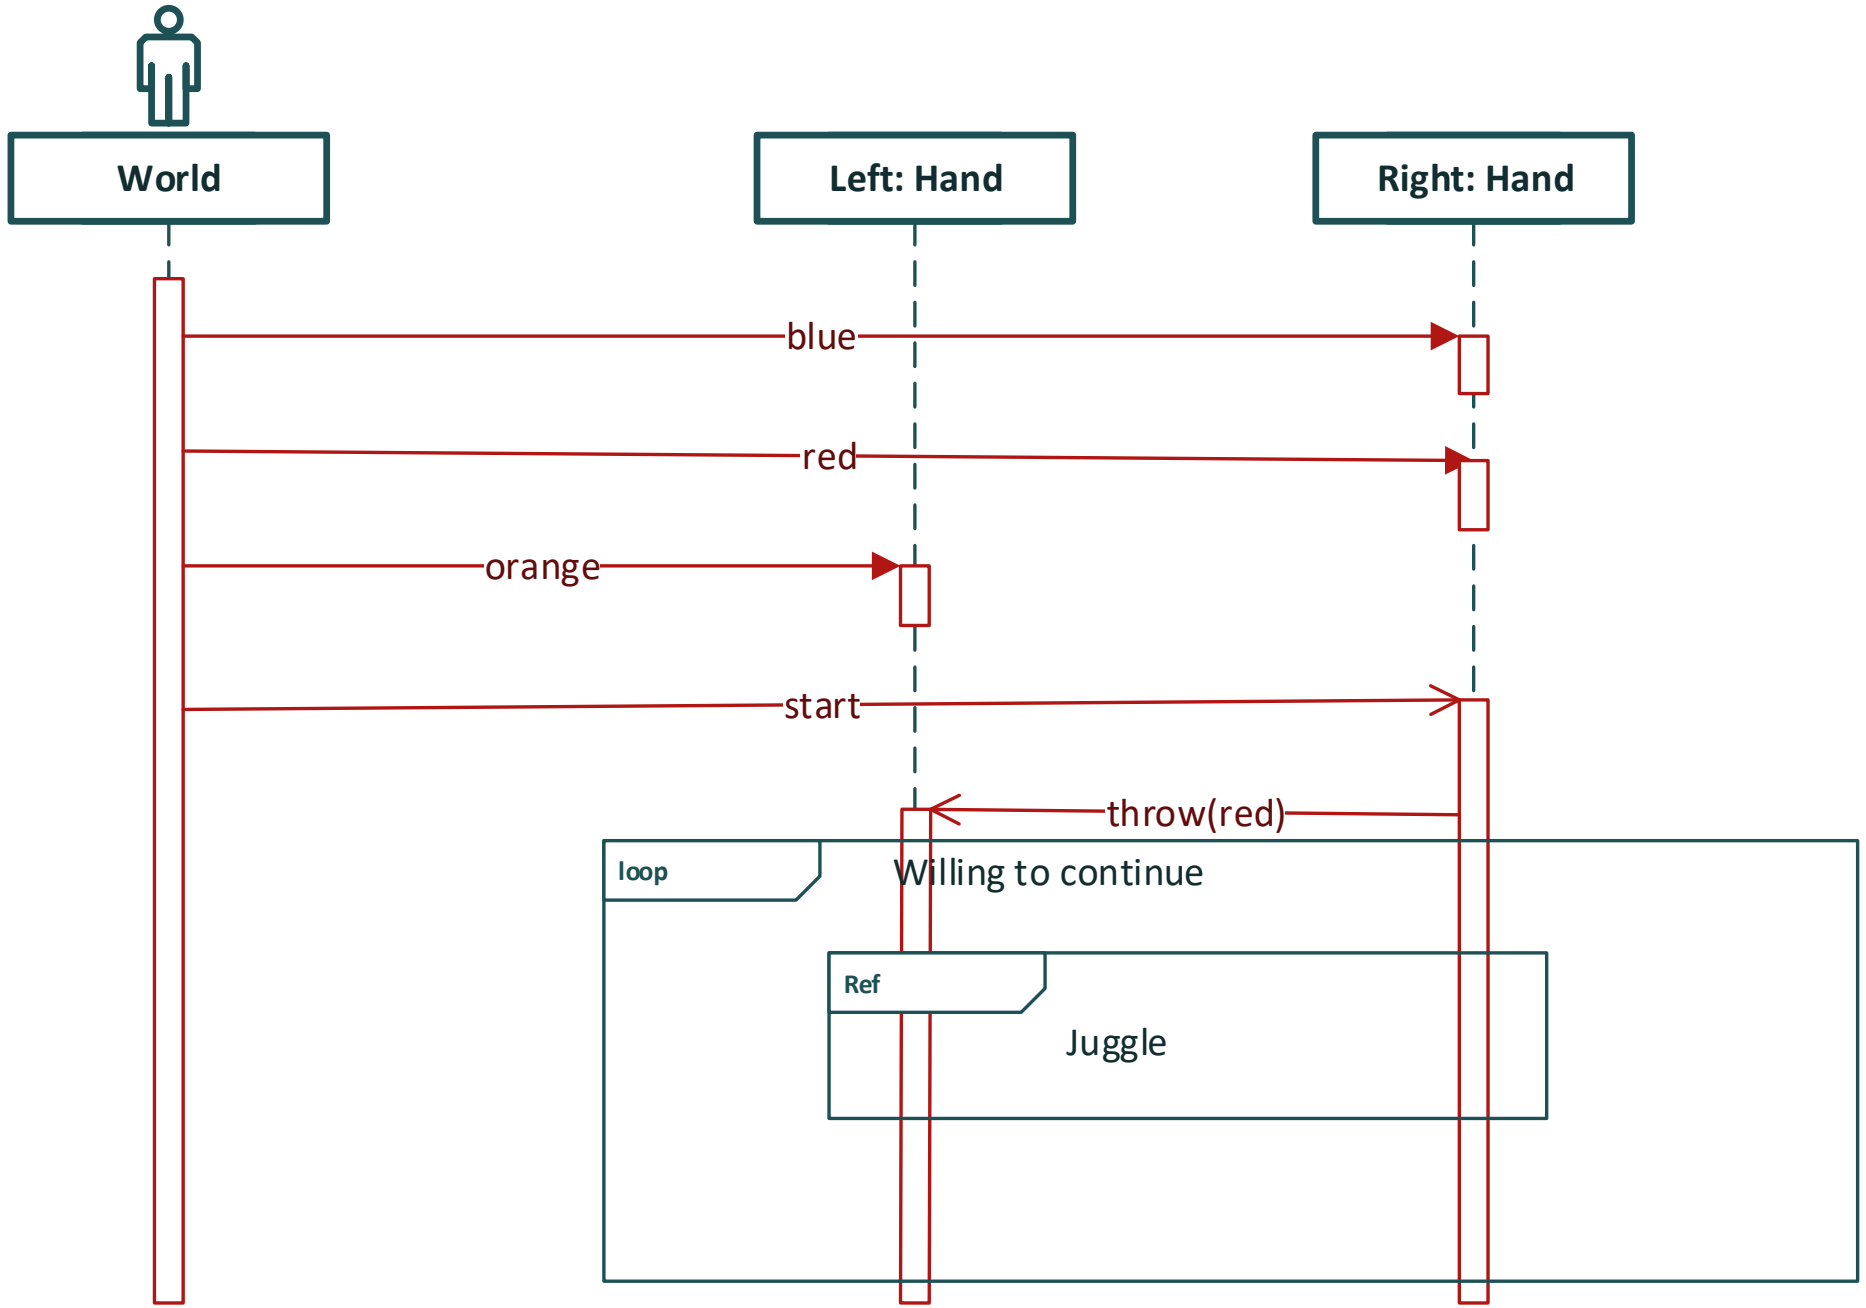 World
Left: Hand
Right: Hand
blue
red
orange
start
throw(red)
loop
Willing to continue
Ref
Juggle